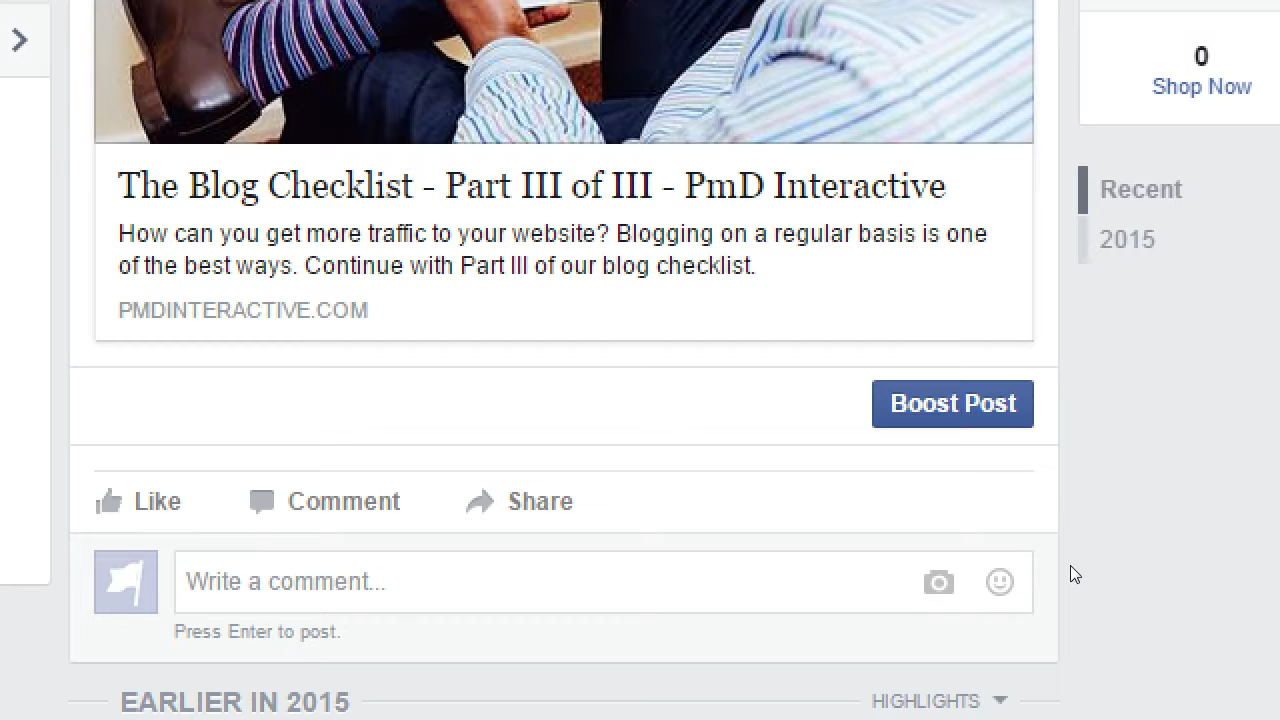 0
Shop Now
Recent
2015
The Blog Checklist - Part III of III - PmD Interactive
How can you get more traffic to your website? Blogging on a regular basis is one
of the best ways. Continue with Part III of our blog checklist.
PMDINTERACTIVE.COM
Boost Post
Like Comment Share
Write a comment...
Press Enter to post.
EARLIER IN 2015 HIGHLIGHTS